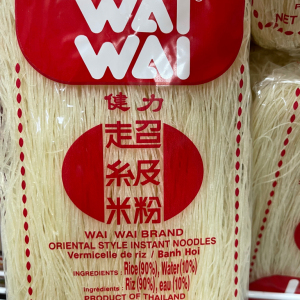 WAI
WAI
健力
超級
米粉
WAI WAI BRAND
ORIENTAL STYLE INSTANT NOODLES
Vermicelle de riz / Banh Hoi
INGREDIENTS : Rice(90%), Water(10%)
Ingrédients : Riz(90%), eau (10%)
PRODUCT OF THAILAND
NET